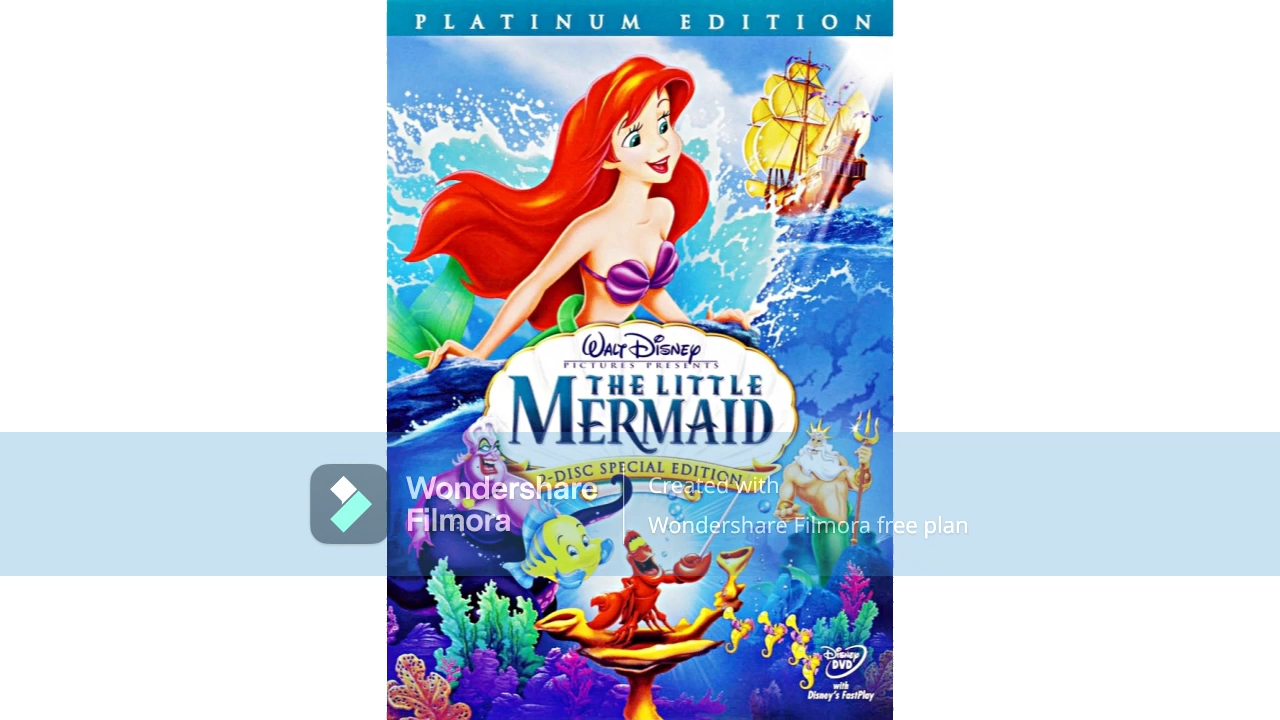 PLATINUM EDITION
WALT DISNEY
PICTURES PRESENTS
THE LITTLE
MERMAID
2-DISC SPECIAL EDITION
Wondershare
Filmora
Created with
Wondershare Filmora free plan
DISNEY
DVD
with
Disney's FastPlay